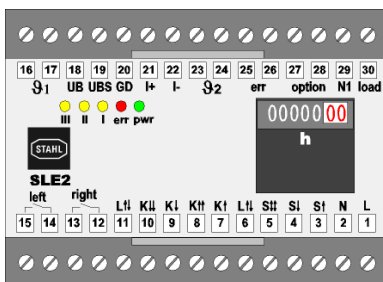 16 17 18 19 20 21 22 23 24 25 26 27 28 29 30
ϑ1 UB UBS GD I+ I- ϑ2 err option N1 load
III II I err pwr
00000 00
h
STAHL
SLE2
left right
L↑⇂ K⇊ K↓ K⇈ K↑ L↑⇂ S⇈ S↓ S↑ N L
15 14 13 12 11 10 9 8 7 6 5 4 3 2 1